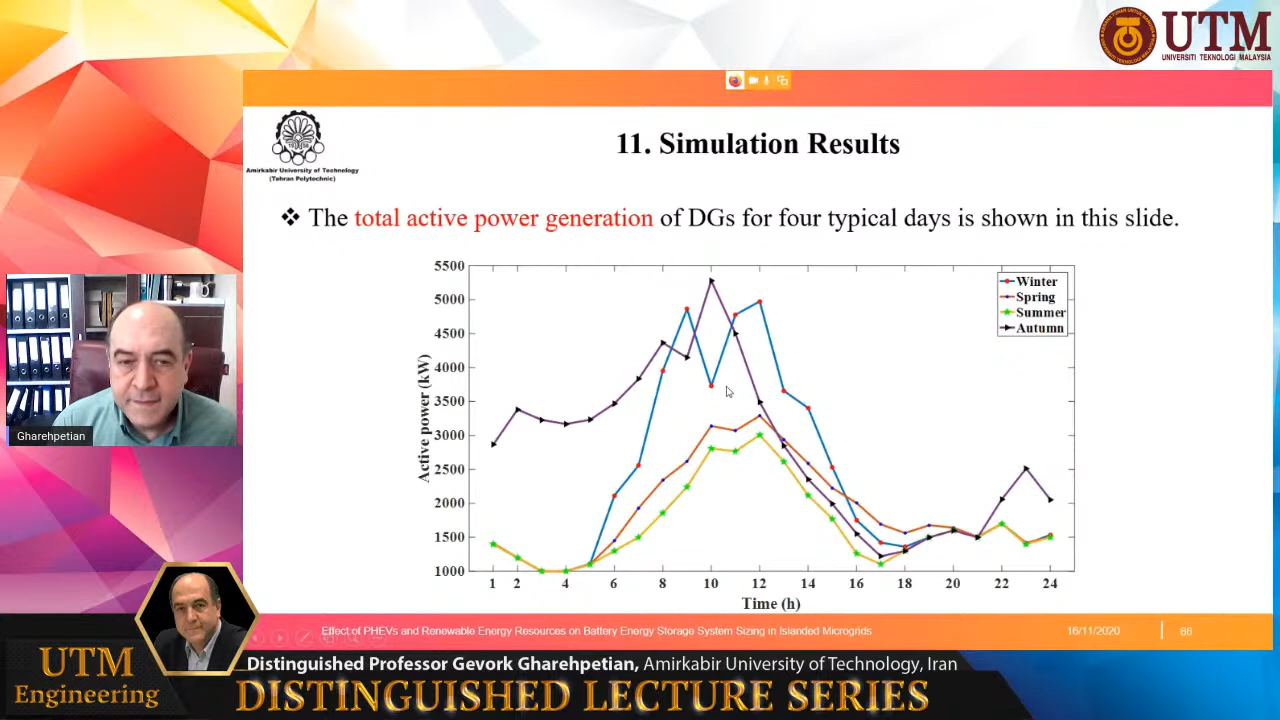 UTM
UNIVERSITI TEKNOLOGI MALAYSIA
Amirkabir University of Technology
(Tehran Polytechnic)
11. Simulation Results
❖ The total active power generation of DGs for four typical days is shown in this slide.
5500
5000
4500
4000
3500
3000
2500
2000
1500
1000
Active power (kW)
Winter
Spring
Summer
Autumn
1 2 4 6 8 10 12 14 16 18 20 22 24
Time (h)
Gharehpetian
Effect of PHEVs and Renewable Energy Resources on Battery Energy Storage System Sizing in Islanded Microgrids
16/11/2020
66
UTM
Engineering
Distinguished Professor Gevork Gharehpetian, Amirkabir University of Technology, Iran
DISTINGUISHED LECTURE SERIES